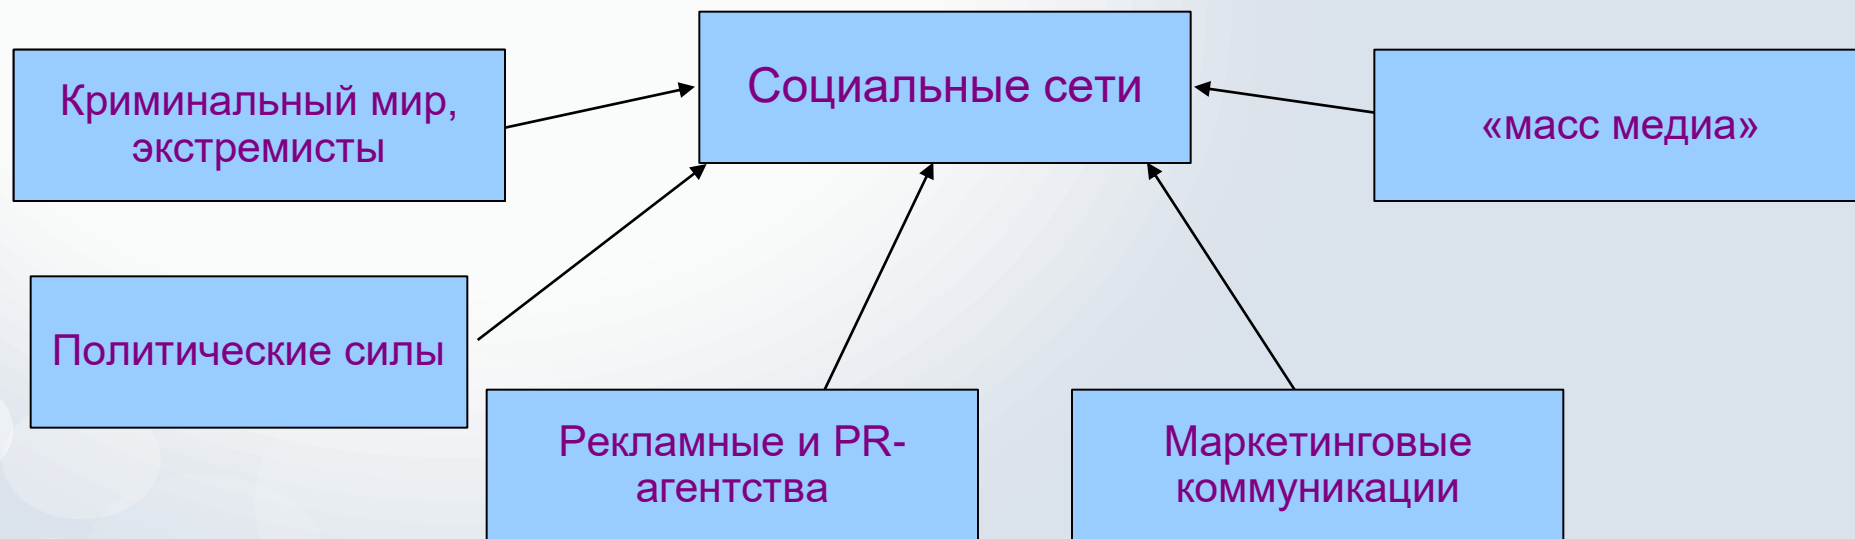 Социальные сети
Криминальный мир,
экстремисты
«масс медиа»
Политические силы
Рекламные и PR-
агентства
Маркетинговые
коммуникации